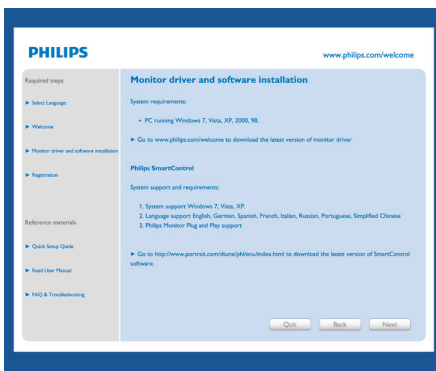 PHILIPS
www.philips.com/welcome
Required steps
Select Language:
Welcome
Monitor driver and software installation
Registration
Reference materials
Quick Setup Quide
Read User Manual
FAQ & Troubleshooting
Monitor driver and software installation
System requirements:
• PC running Windows 7, Vista, XP, 2000, 98.
Go to www.philips.com/welcome to download the latest version of monitor driver
Philips SmartControl
System support and requirements:
1. System support Windows 7, Vista, XP.
2. Language support English, German, Spanish, French, Italian, Russian, Portuguese, Simplified Chinese
3. Philips Monitor Plug and Play support
Go to http://www.portrait.com/dtune/phl/enu/index.html to download the latest version of SmartControl
software.
Quit
Back
Next